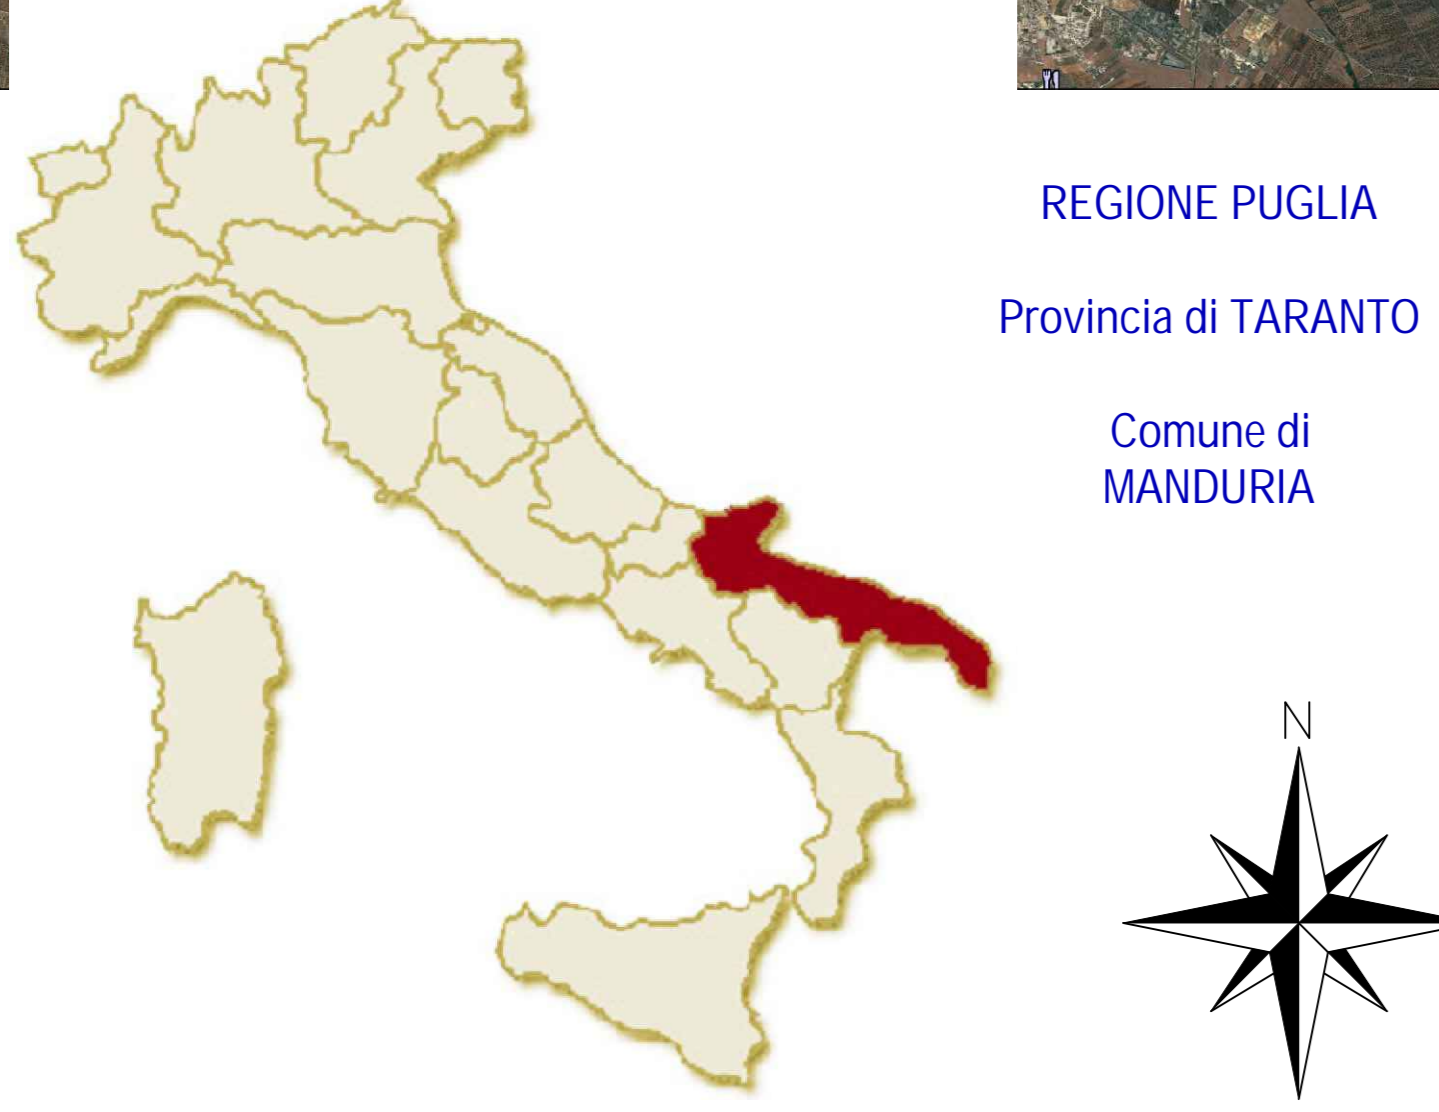 REGIONE PUGLIA
Provincia di TARANTO
Comune di
MANDURIA
N